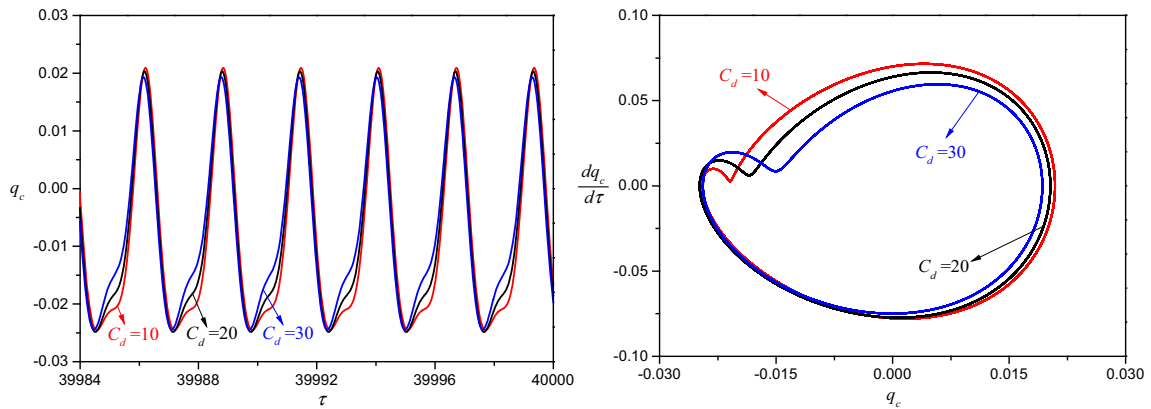 0.03
0.02
0.01
0.00
-0.01
-0.02
-0.03
q_c
C_d=10
C_d=20
C_d=30
39984
39988
39992
39996
40000
τ
0.10
0.05
0.00
-0.05
-0.10
dq_c
dτ
C_d=10
C_d=30
C_d=20
-0.030
-0.015
0.000
0.015
0.030
q_c